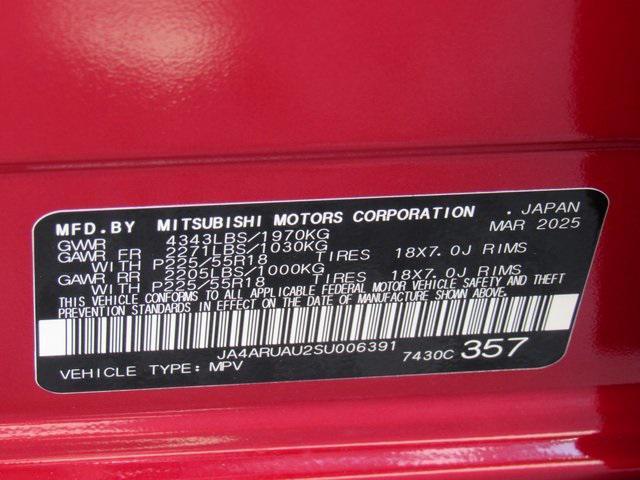 MFD.BY MITSUBISHI MOTORS CORPORATION . JAPAN
GVWR 4343LBS/1970KG MAR 2025
GAWR FR 2271LBS/1030KG
WITH P225/55R18 TIRES 18X7.0J RIMS
GAWR RR 2205LBS/1000KG
WITH P225/55R18 TIRES 18X7.0J RIMS
THIS VEHICLE CONFORMS TO ALL APPLICABLE FEDERAL MOTOR VEHICLE SAFETY AND THEFT
PREVENTION STANDARDS IN EFFECT ON THE DATE OF MANUFACTURE SHOWN ABOVE.
JA4ARUAU2SU006391 7430C 357
VEHICLE TYPE: MPV